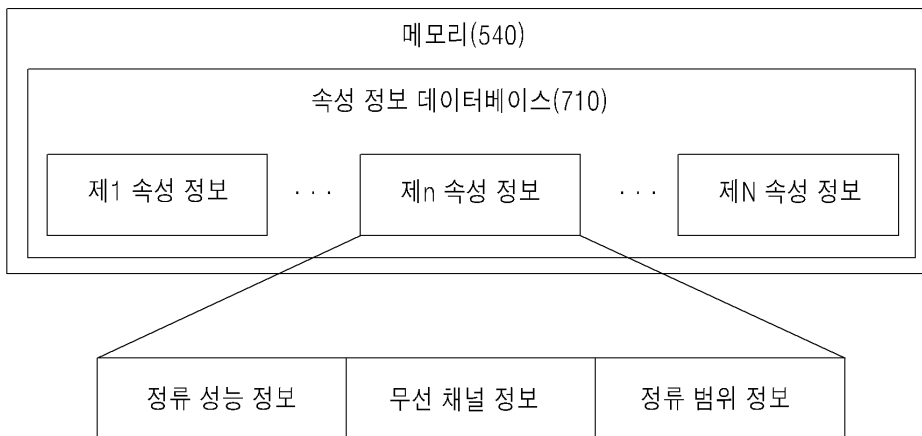 메모리(540)
속성 정보 데이터베이스(710)
제1 속성 정보 · · · 제n 속성 정보 · · · 제N 속성 정보
정류 성능 정보 무선 채널 정보 정류 범위 정보